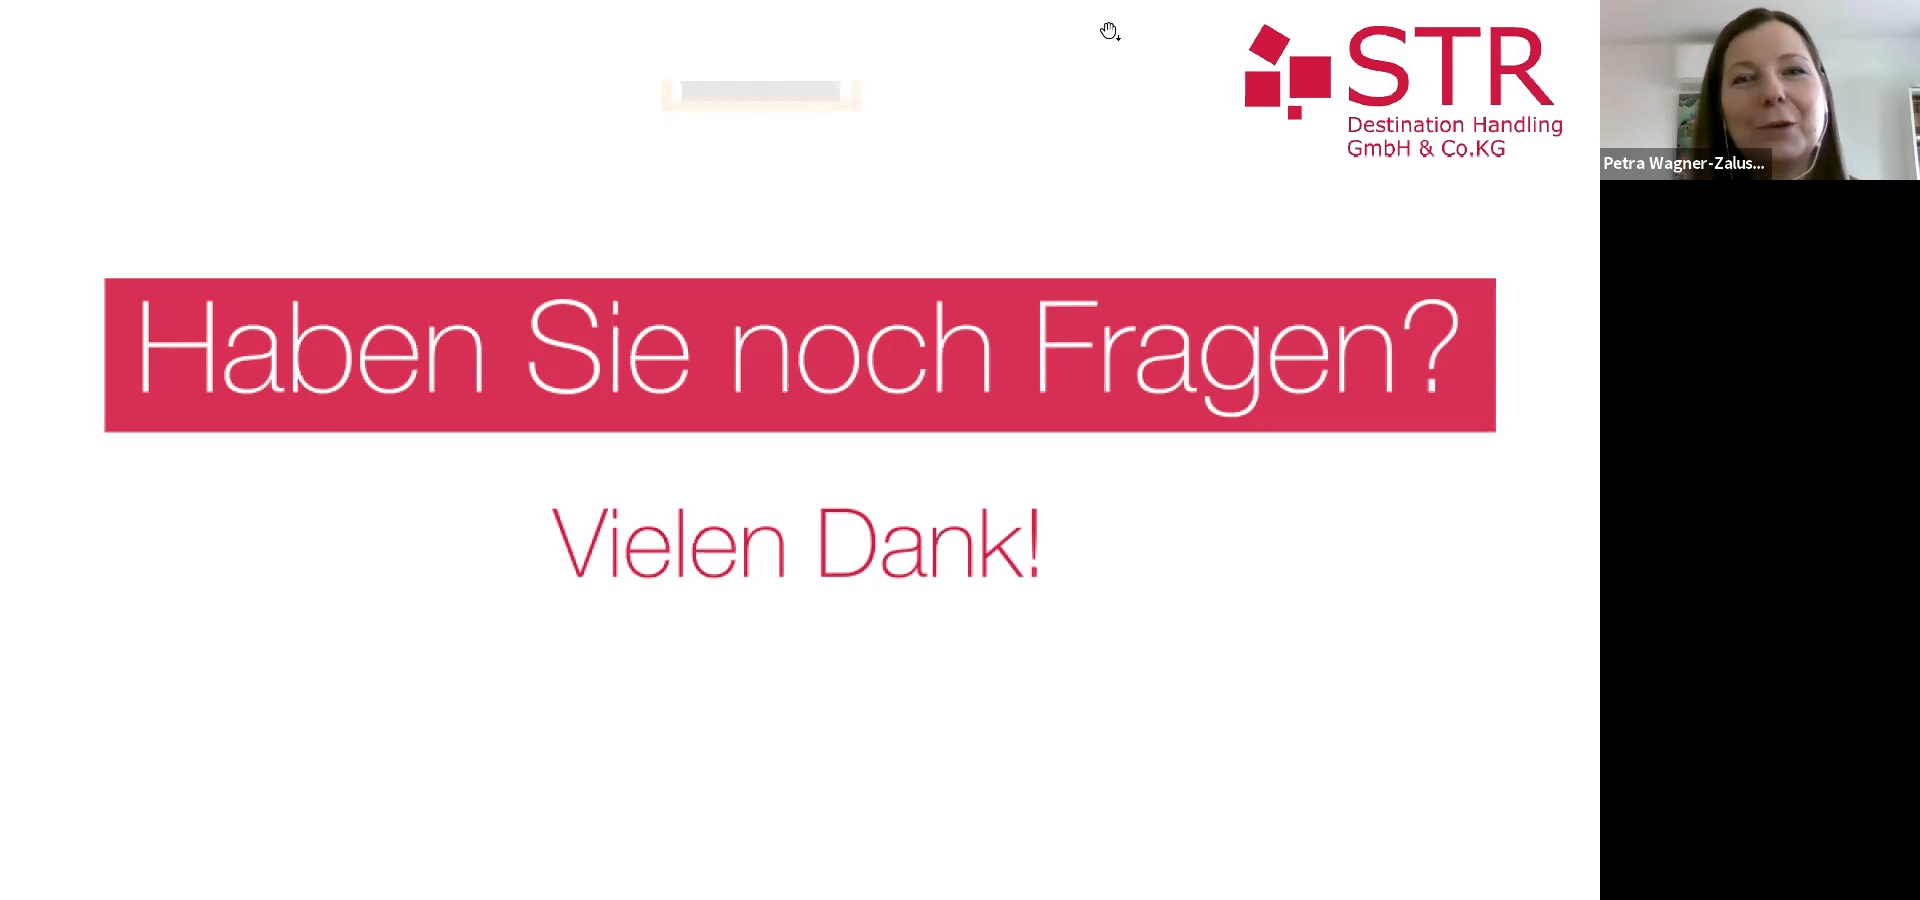 STR
Destination Handling
GmbH & Co.KG
Petra Wagner-Zalus...
Haben Sie noch Fragen?
Vielen Dank!